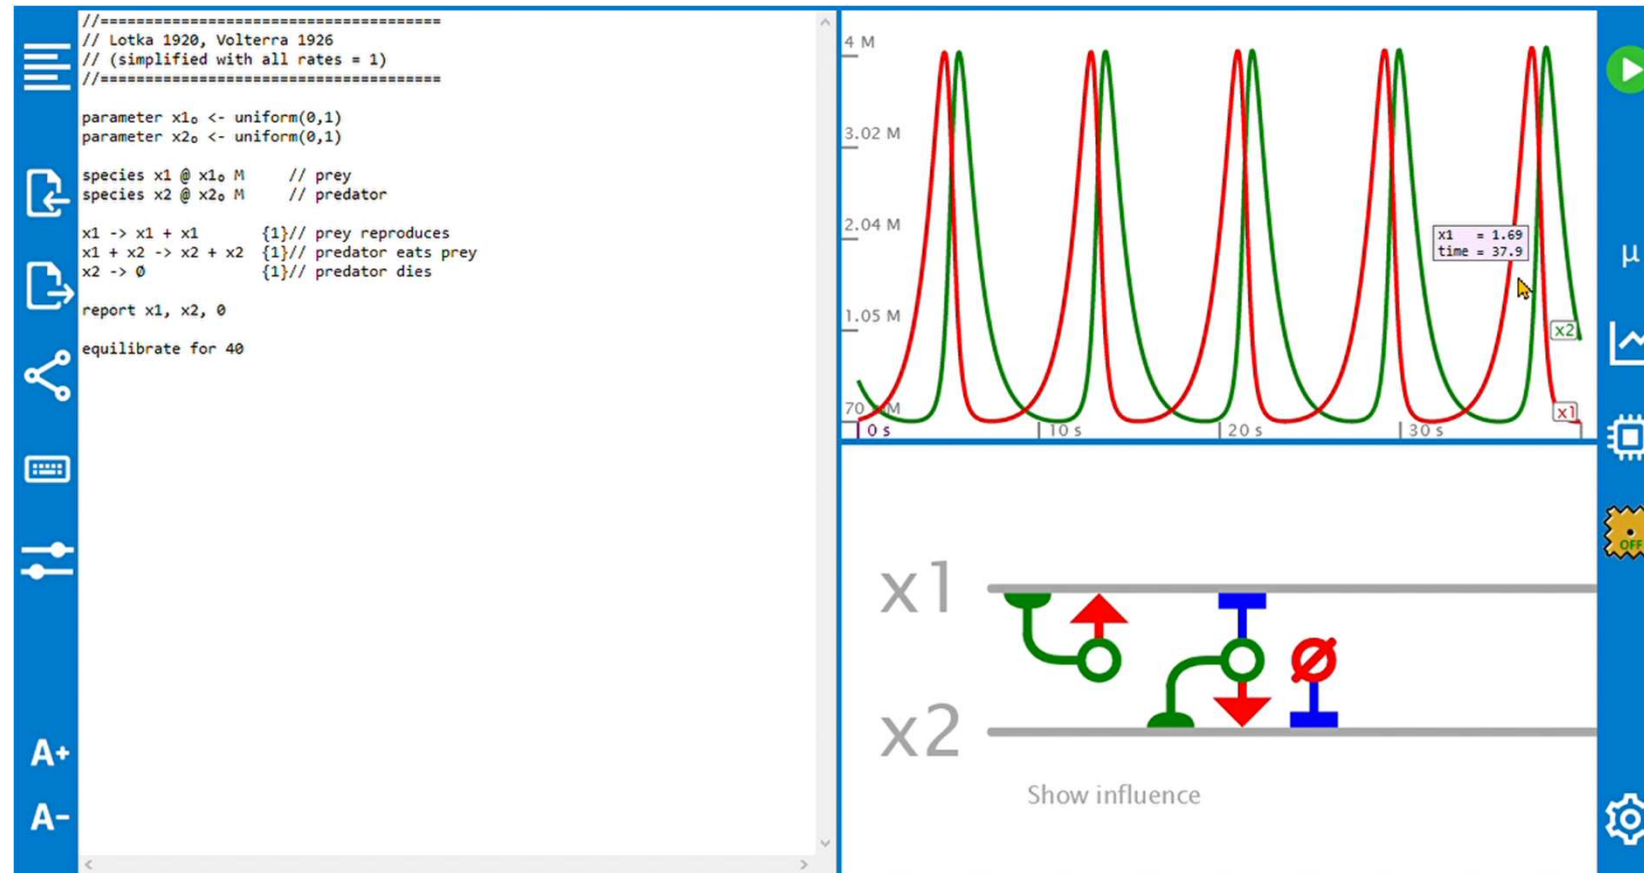 //=======================================
// Lotka 1920, Volterra 1926
// (simplified with all rates = 1)
//=======================================
parameter x1₀ <- uniform(0,1)
parameter x2₀ <- uniform(0,1)
species x1 @ x1₀ M // prey
species x2 @ x2₀ M // predator
x1 -> x1 + x1 {1}// prey reproduces
x1 + x2 -> x2 + x2 {1}// predator eats prey
x2 -> Ø {1}// predator dies
report x1, x2, 0
equilibrate for 40
A+
A-
4 M
3.02 M
2.04 M
1.05 M
x1 = 1.69
time = 37.9
x2
x1
0 s
10 s
20 s
30 s
x1
x2
Show influence
μ
OFF